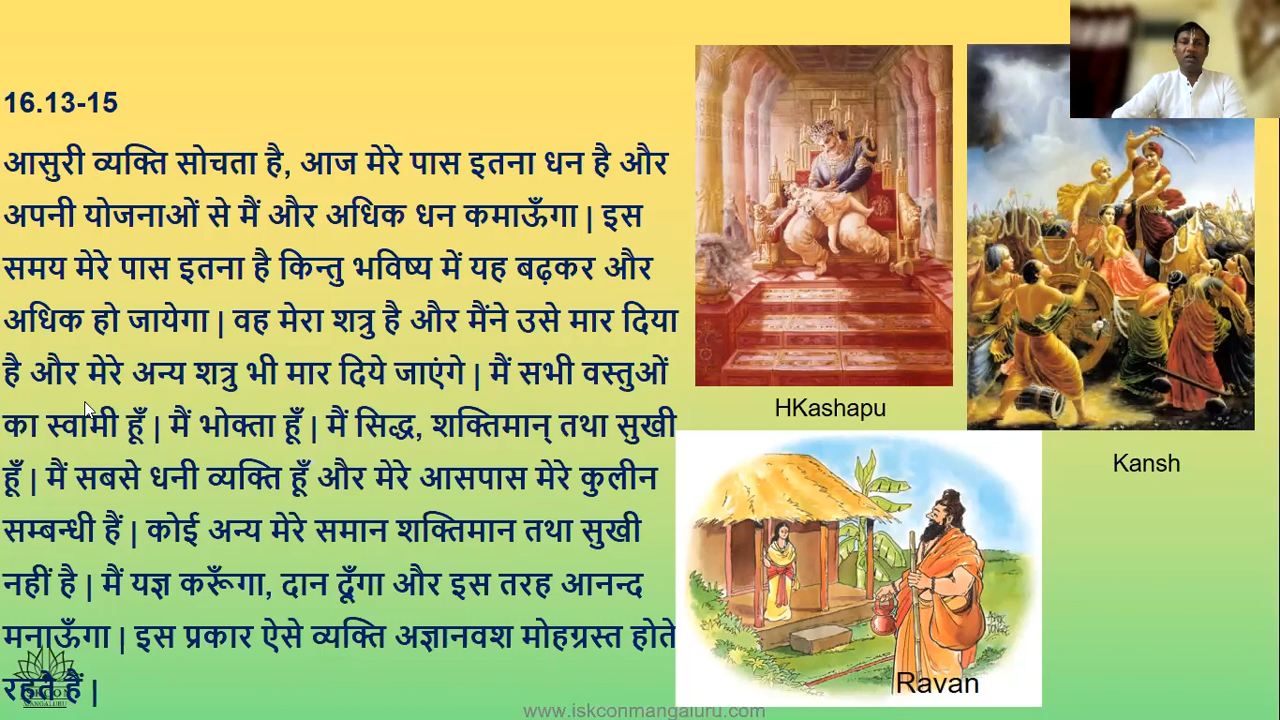 16.13-15
आसुरी व्यक्ति सोचता है, आज मेरे पास इतना धन है और
अपनी योजनाओं से मैं और अधिक धन कमाऊँगा | इस
समय मेरे पास इतना है किन्तु भविष्य में यह बढ़कर और
अधिक हो जायेगा | वह मेरा शत्रु है और मैंने उसे मार दिया
है और मेरे अन्य शत्रु भी मार दिये जाएंगे | मैं सभी वस्तुओं
का स्वामी हूँ | मैं भोक्ता हूँ | मैं सिद्ध, शक्तिमान् तथा सुखी
हूँ | मैं सबसे धनी व्यक्ति हूँ और मेरे आसपास मेरे कुलीन
सम्बन्धी हैं | कोई अन्य मेरे समान शक्तिमान तथा सुखी
नहीं है | मैं यज्ञ करूँगा, दान दूँगा और इस तरह आनन्द
मनाऊँगा | इस प्रकार ऐसे व्यक्ति अज्ञानवश मोहग्रस्त होते
रहते हैं |
HKashapu
Kansh
Ravan
ISKCON
MANGALURU
www.iskconmangaluru.com